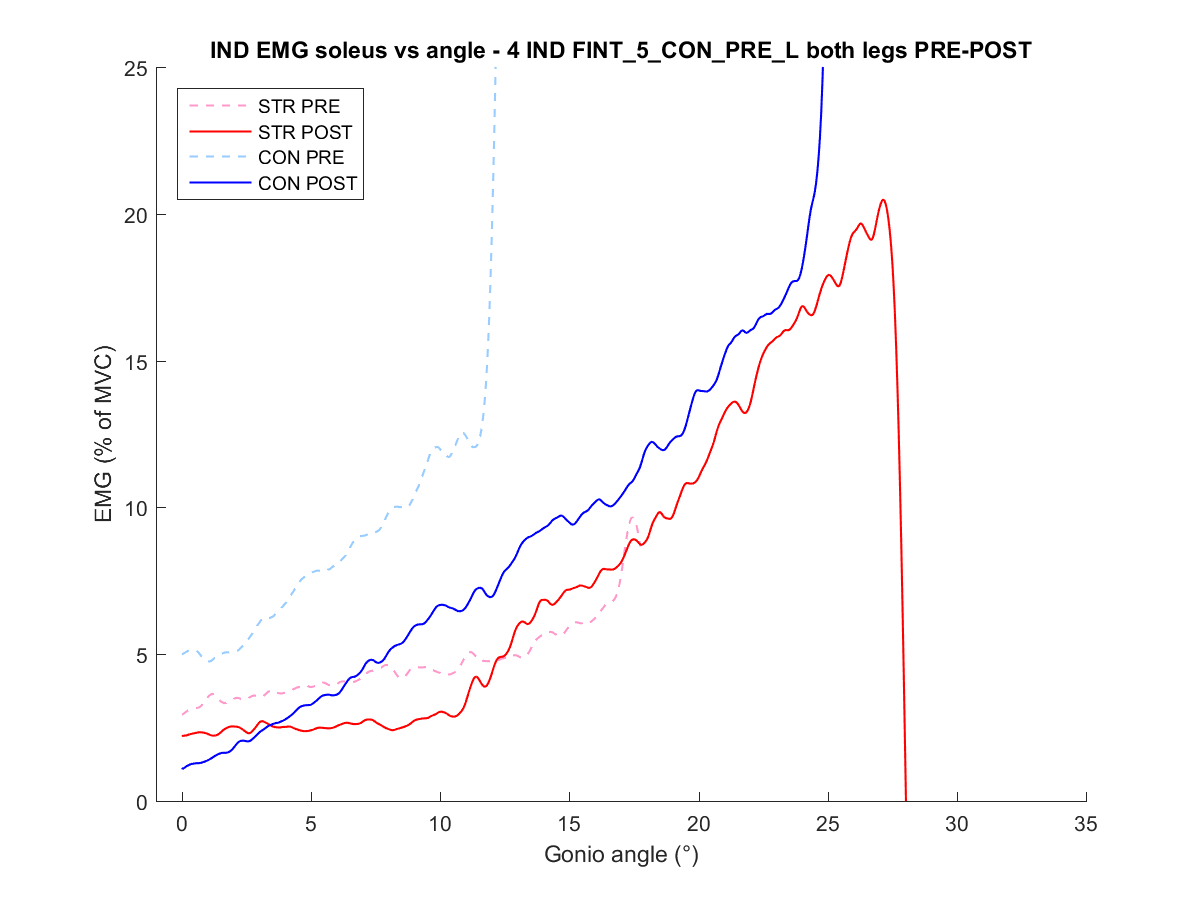 IND EMG soleus vs angle - 4 IND FINT_5_CON_PRE_L both legs PRE-POST
25
20
15
10
5
0
EMG (% of MVC)
STR PRE
STR POST
CON PRE
CON POST
0 5 10 15 20 25 30 35
Gonio angle (°)